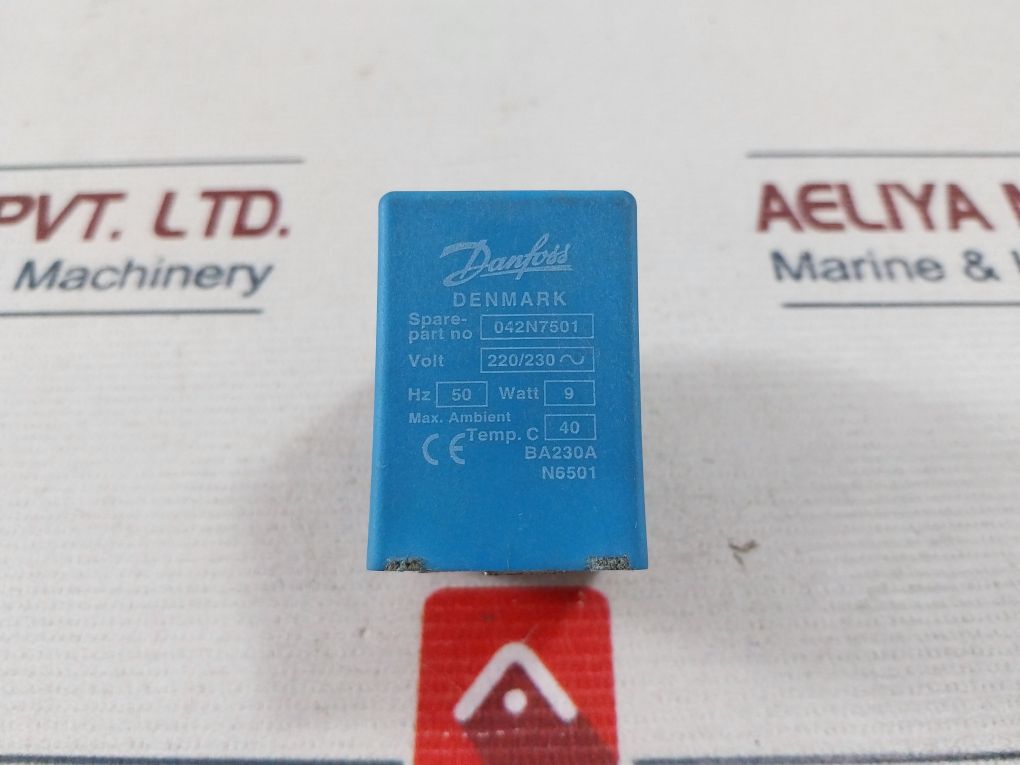 PVT. LTD.
Machinery
AELIYA
Marine &
Danfoss
DENMARK
Spare-
part no 042N7501
Volt 220/230 ~
Hz 50 Watt 9
Max. Ambient
Temp. C 40
CE BA230A
N6501